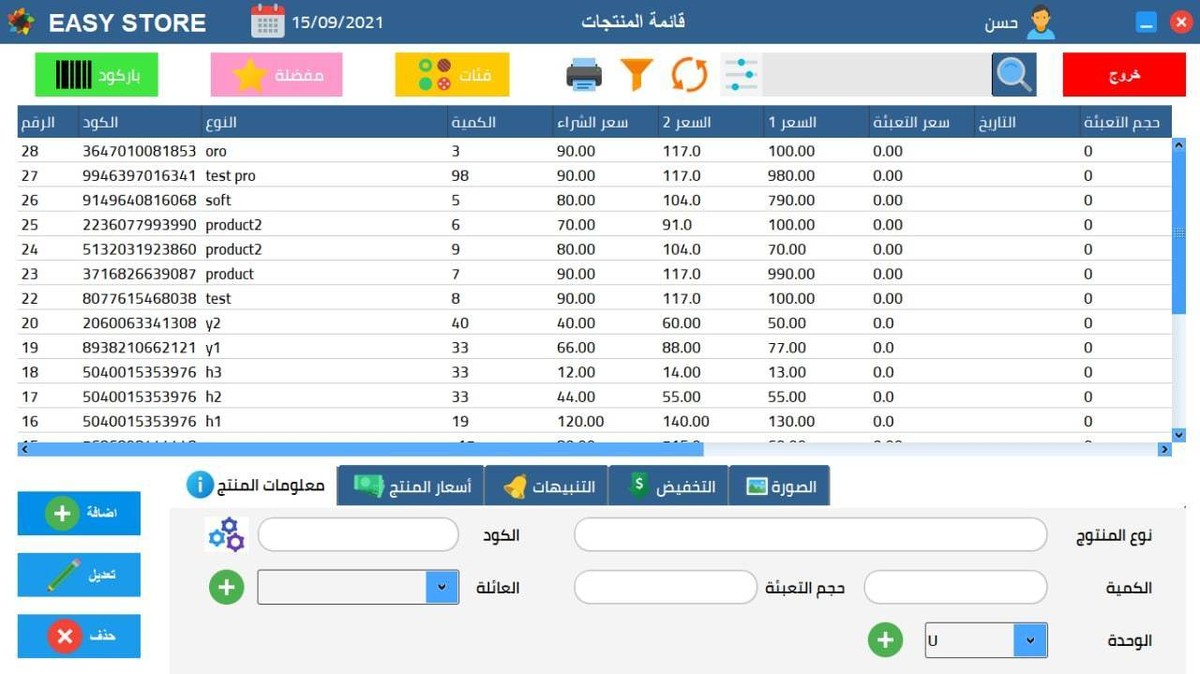 EASY STORE 15/09/2021 قائمة المنتجات حسن
باركود مفضلة فئات خروج
الرقم الكود النوع الكمية سعر الشراء السعر 2 السعر 1 سعر التعبئة التاريخ حجم التعبئة
28 3647010081853 oro 3 90.00 117.0 100.00 0.00 0
27 9946397016341 test pro 98 90.00 117.0 980.00 0.00 0
26 9149640816068 soft 5 80.00 104.0 790.00 0.00 0
25 2236077993990 product2 6 70.00 91.0 100.00 0.00 0
24 5132031923860 product2 9 80.00 104.0 70.00 0.00 0
23 3716826639087 product 7 90.00 117.0 990.00 0.00 0
22 8077615468038 test 8 90.00 117.0 100.00 0.00 0
20 2060063341308 y2 40 40.00 60.00 50.00 0.0 0
19 8938210662121 y1 33 66.00 88.00 77.00 0.0 0
18 5040015353976 h3 33 12.00 14.00 13.00 0.0 0
17 5040015353976 h2 33 44.00 55.00 55.00 0.0 0
16 5040015353976 h1 19 120.00 140.00 130.00 0.0 0
معلومات المنتج أسعار المنتج التنبيهات التخفيض الصورة
اضافة
تعديل
حذف
نوع المنتوج الكود
الكمية حجم التعبئة العائلة
الوحدة U